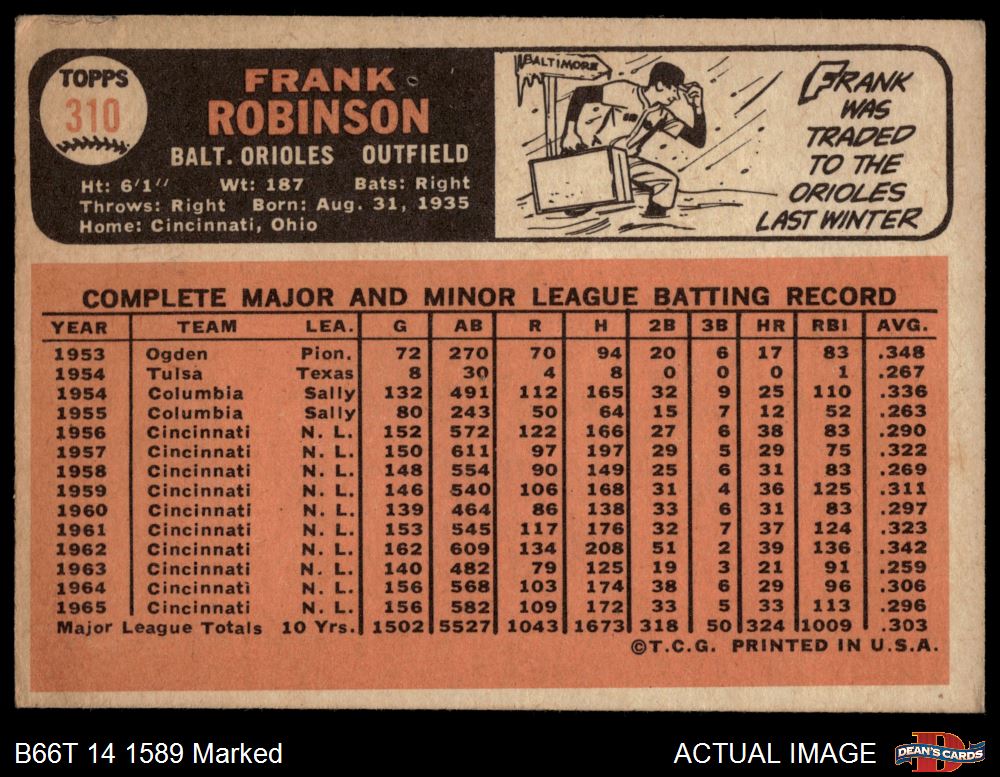 TOPPS
310
FRANK
ROBINSON
BALT. ORIOLES OUTFIELD
Ht: 6'1" Wt: 187 Bats: Right
Throws: Right Born: Aug. 31, 1935
Home: Cincinnati, Ohio
BALTIMORE
FRANK
WAS
TRADED
TO THE
ORIOLES
LAST WINTER
COMPLETE MAJOR AND MINOR LEAGUE BATTING RECORD
YEAR TEAM LEA. G AB R H 2B 3B HR RBI AVG.
1953 Ogden Pion. 72 270 70 94 20 6 17 83 .348
1954 Tulsa Texas 8 30 4 8 0 0 0 1 .267
1954 Columbia Sally 132 491 112 165 32 9 25 110 .336
1955 Columbia Sally 80 243 50 64 15 7 12 52 .263
1956 Cincinnati N. L. 152 572 122 166 27 6 38 83 .290
1957 Cincinnati N. L. 150 611 97 197 29 5 29 75 .322
1958 Cincinnati N. L. 148 554 90 149 25 6 31 83 .269
1959 Cincinnati N. L. 146 540 106 168 31 4 36 125 .311
1960 Cincinnati N. L. 139 464 86 138 33 6 31 83 .297
1961 Cincinnati N. L. 153 545 117 176 32 7 37 124 .323
1962 Cincinnati N. L. 162 609 134 208 51 2 39 136 .342
1963 Cincinnati N. L. 140 482 79 125 19 3 21 91 .259
1964 Cincinnati N. L. 156 568 103 174 38 6 29 96 .306
1965 Cincinnati N. L. 156 582 109 172 33 5 33 113 .296
Major League Totals 10 Yrs. 1502 5527 1043 1673 318 50 324 1009 .303
©T.C.G. PRINTED IN U.S.A.
B66T 14 1589 Marked
ACTUAL IMAGE
DEAN'S CARDS